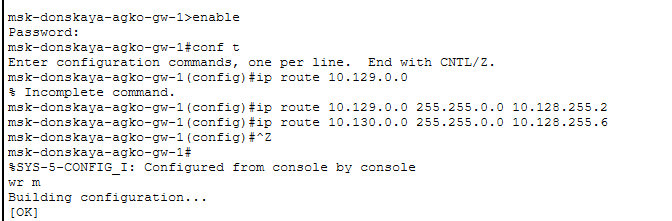 msk-donskaya-agko-gw-1>enable
Password:
msk-donskaya-agko-gw-1#conf t
Enter configuration commands, one per line.  End with CNTL/Z.
msk-donskaya-agko-gw-1(config)#ip route 10.129.0.0
% Incomplete command.
msk-donskaya-agko-gw-1(config)#ip route 10.129.0.0 255.255.0.0 10.128.255.2
msk-donskaya-agko-gw-1(config)#ip route 10.130.0.0 255.255.0.0 10.128.255.6
msk-donskaya-agko-gw-1(config)#^Z
msk-donskaya-agko-gw-1#
%SYS-5-CONFIG_I: Configured from console by console
wr m
Building configuration...
[OK]